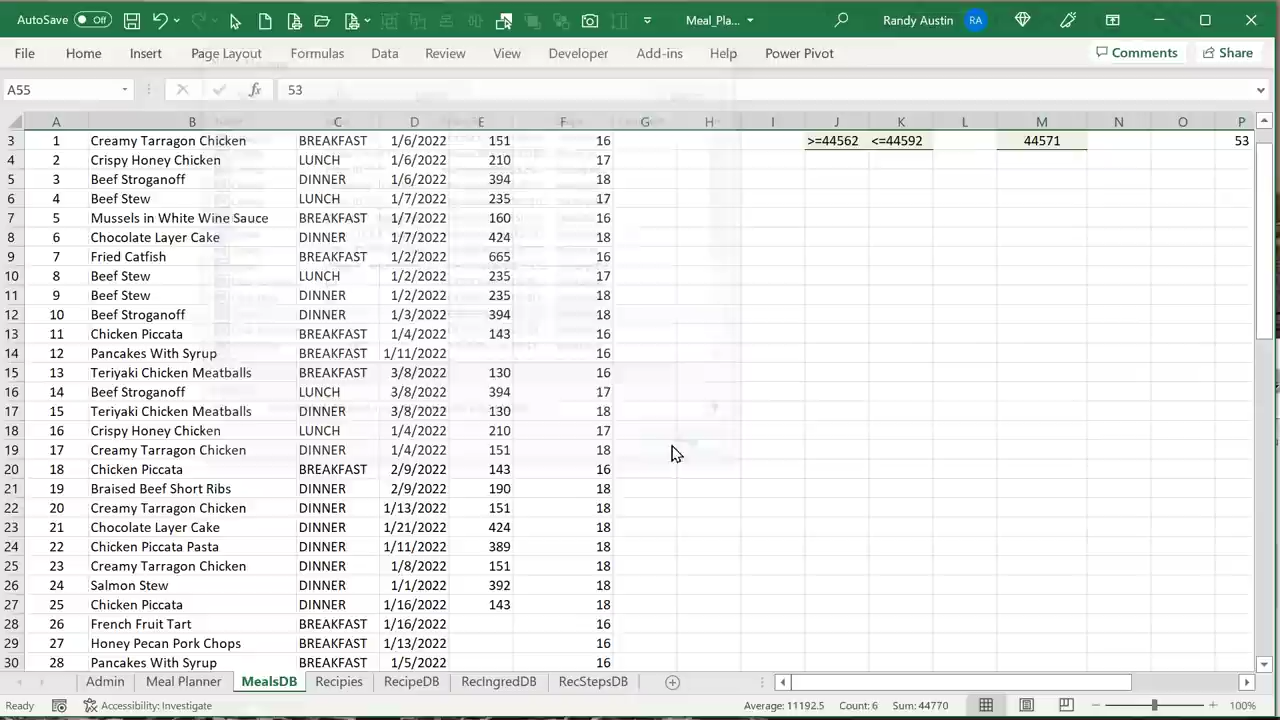 AutoSave Off Meal_Pla... Randy Austin RA
File Home Insert Page Layout Formulas Data Review View Developer Add-ins Help Power Pivot Comments Share
A55 fx 53
A B C D E F G H I J K L M N O P
3 1 Creamy Tarragon Chicken BREAKFAST 1/6/2022 151 16 >=44562 <=44592 44571 53
4 2 Crispy Honey Chicken LUNCH 1/6/2022 210 17
5 3 Beef Stroganoff DINNER 1/6/2022 394 18
6 4 Beef Stew LUNCH 1/7/2022 235 17
7 5 Mussels in White Wine Sauce BREAKFAST 1/7/2022 160 16
8 6 Chocolate Layer Cake DINNER 1/7/2022 424 18
9 7 Fried Catfish BREAKFAST 1/2/2022 665 16
10 8 Beef Stew LUNCH 1/2/2022 235 17
11 9 Beef Stew DINNER 1/2/2022 235 18
12 10 Beef Stroganoff DINNER 1/3/2022 394 18
13 11 Chicken Piccata BREAKFAST 1/4/2022 143 16
14 12 Pancakes With Syrup BREAKFAST 1/11/2022 16
15 13 Teriyaki Chicken Meatballs BREAKFAST 3/8/2022 130 16
16 14 Beef Stroganoff LUNCH 3/8/2022 394 17
17 15 Teriyaki Chicken Meatballs DINNER 3/8/2022 130 18
18 16 Crispy Honey Chicken LUNCH 1/4/2022 210 17
19 17 Creamy Tarragon Chicken DINNER 1/4/2022 151 18
20 18 Chicken Piccata BREAKFAST 2/9/2022 143 16
21 19 Braised Beef Short Ribs DINNER 2/9/2022 190 18
22 20 Creamy Tarragon Chicken DINNER 1/13/2022 151 18
23 21 Chocolate Layer Cake DINNER 1/21/2022 424 18
24 22 Chicken Piccata Pasta DINNER 1/11/2022 389 18
25 23 Creamy Tarragon Chicken DINNER 1/8/2022 151 18
26 24 Salmon Stew DINNER 1/1/2022 392 18
27 25 Chicken Piccata DINNER 1/16/2022 143 18
28 26 French Fruit Tart BREAKFAST 1/16/2022 16
29 27 Honey Pecan Pork Chops BREAKFAST 1/13/2022 16
30 28 Pancakes With Syrup BREAKFAST 1/5/2022 16
Admin Meal Planner MealsDB Recipies RecipeDB RecIngredDB RecStepsDB
Ready Accessibility: Investigate Average: 11192.5 Count: 6 Sum: 44770 100%